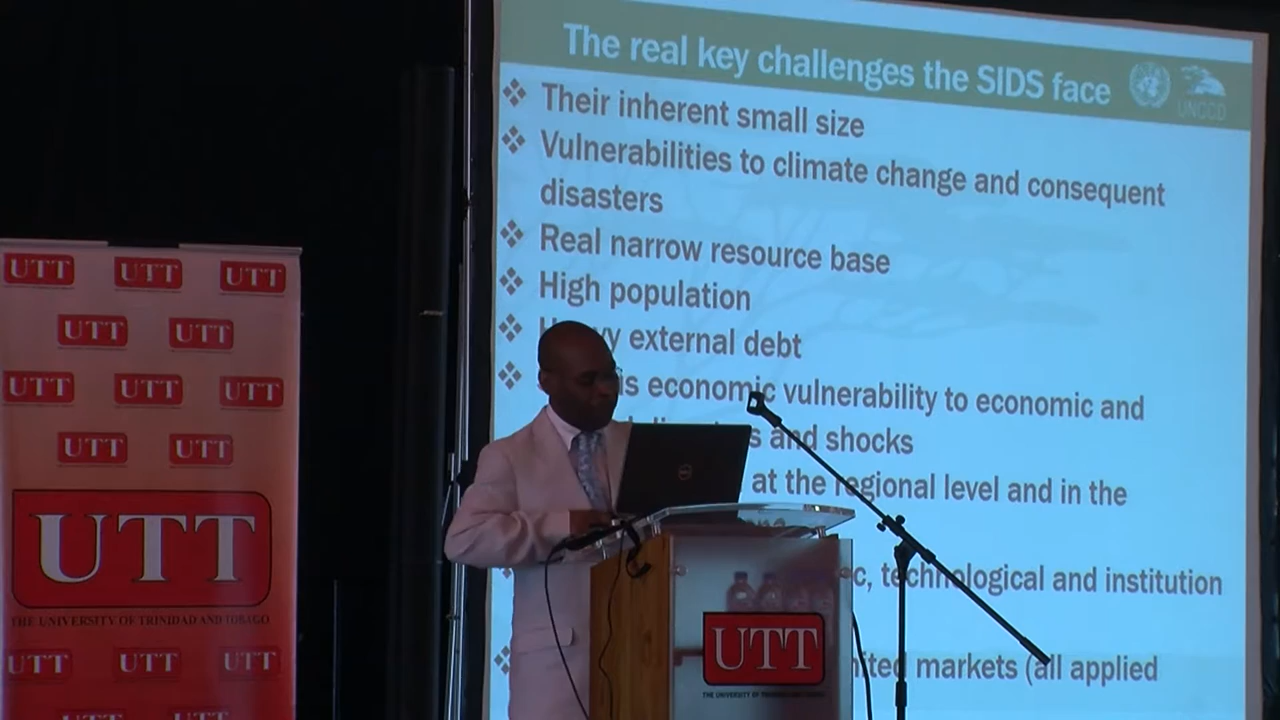 The real key challenges the SIDS face
UNCCD
Their inherent small size
Vulnerabilities to climate change and consequent
disasters
Real narrow resource base
High population
external debt
is economic vulnerability to economic and
and shocks
at the regional level and in the
technological and institution
markets (all applied
UTT UTT UTT
UTT UTT
UTT UTT UTT
UTT UTT
UTT
THE UNIVERSITY OF TRINIDAD AND TOBAGO
UTT UTT UTT
UTT UTT
DELL
UTT
THE UNIVERSITY OF TRINIDAD AND TOBAGO